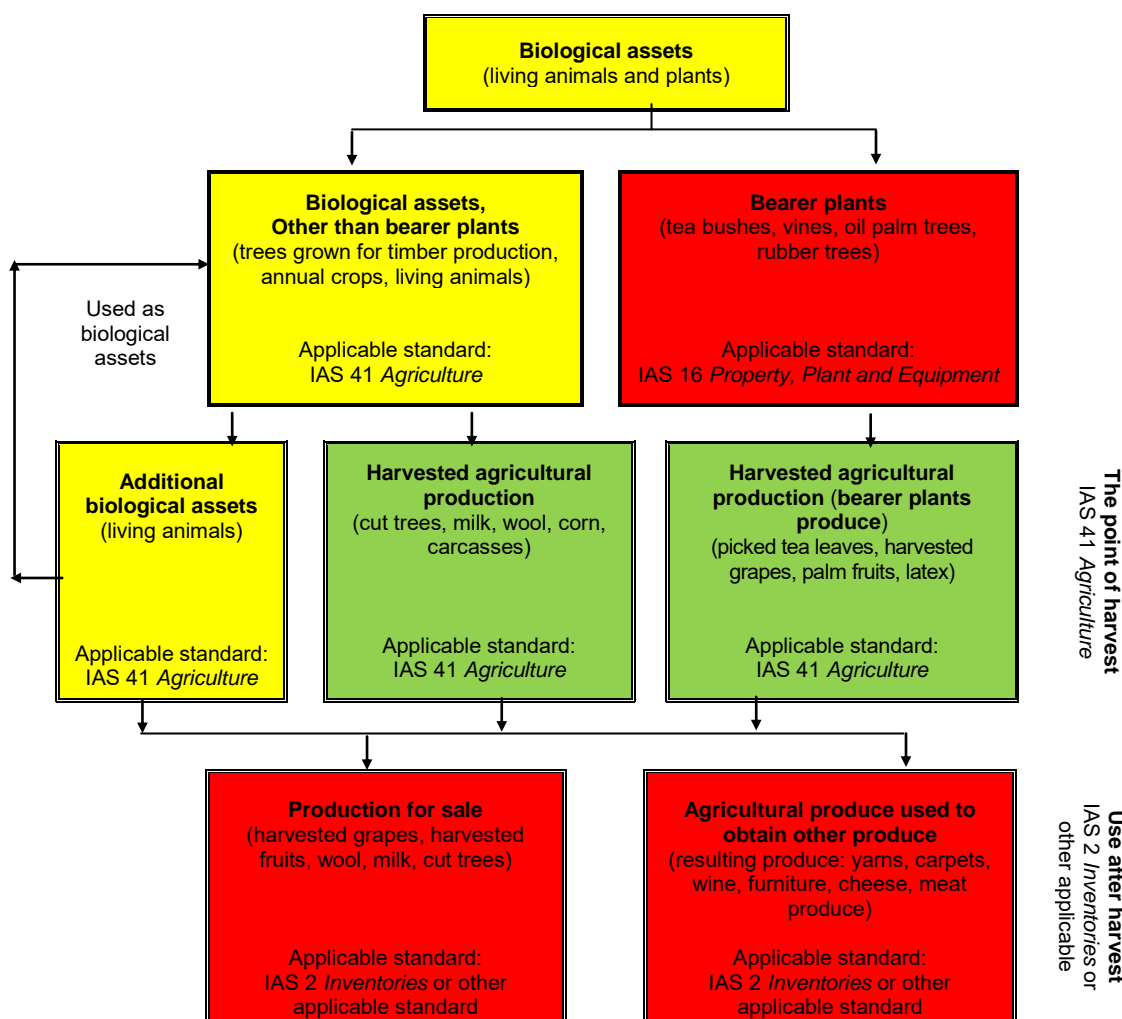 Biological assets
(living animals and plants)
Biological assets,
Other than bearer plants
(trees grown for timber production,
annual crops, living animals)
Applicable standard:
IAS 41 Agriculture
Bearer plants
(tea bushes, vines, oil palm trees,
rubber trees)
Applicable standard:
IAS 16 Property, Plant and Equipment
Used as
biological
assets
Additional
biological assets
(living animals)
Applicable standard:
IAS 41 Agriculture
Harvested agricultural
production
(cut trees, milk, wool, corn,
carcasses)
Applicable standard:
IAS 41 Agriculture
Harvested agricultural
production (bearer plants
produce)
(picked tea leaves, harvested
grapes, palm fruits, latex)
Applicable standard:
IAS 41 Agriculture
The point of harvest
IAS 41 Agriculture
Production for sale
(harvested grapes, harvested
fruits, wool, milk, cut trees)
Applicable standard:
IAS 2 Inventories or other
applicable standard
Agricultural produce used to
obtain other produce
(resulting produce: yarns, carpets,
wine, furniture, cheese, meat
produce)
Applicable standard:
IAS 2 Inventories or other
applicable standard
Use after harvest
IAS 2 Inventories or
other applicable